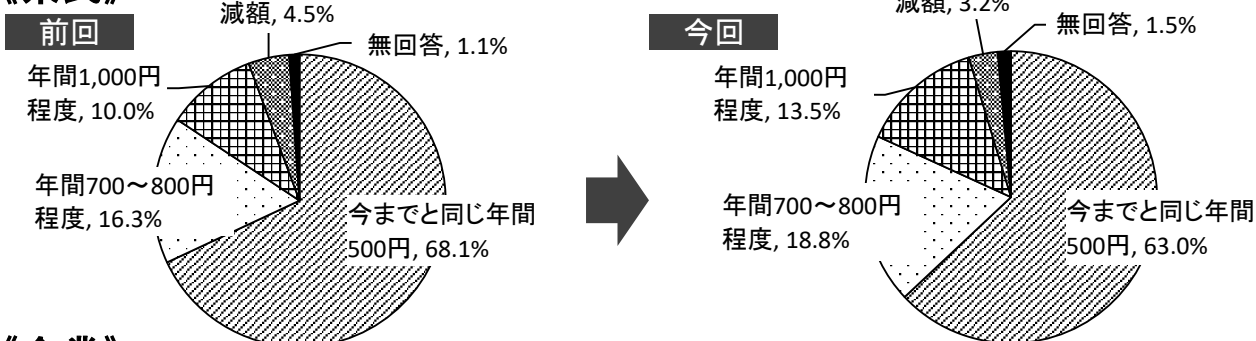 前回
減額, 4.5%
無回答, 1.1%
年間1,000円
程度, 10.0%
年間700～800円
程度, 16.3%
今までと同じ年間
500円, 68.1%
今回
減額, 3.2%
無回答, 1.5%
年間1,000円
程度, 13.5%
年間700～800円
程度, 18.8%
今までと同じ年間
500円, 63.0%